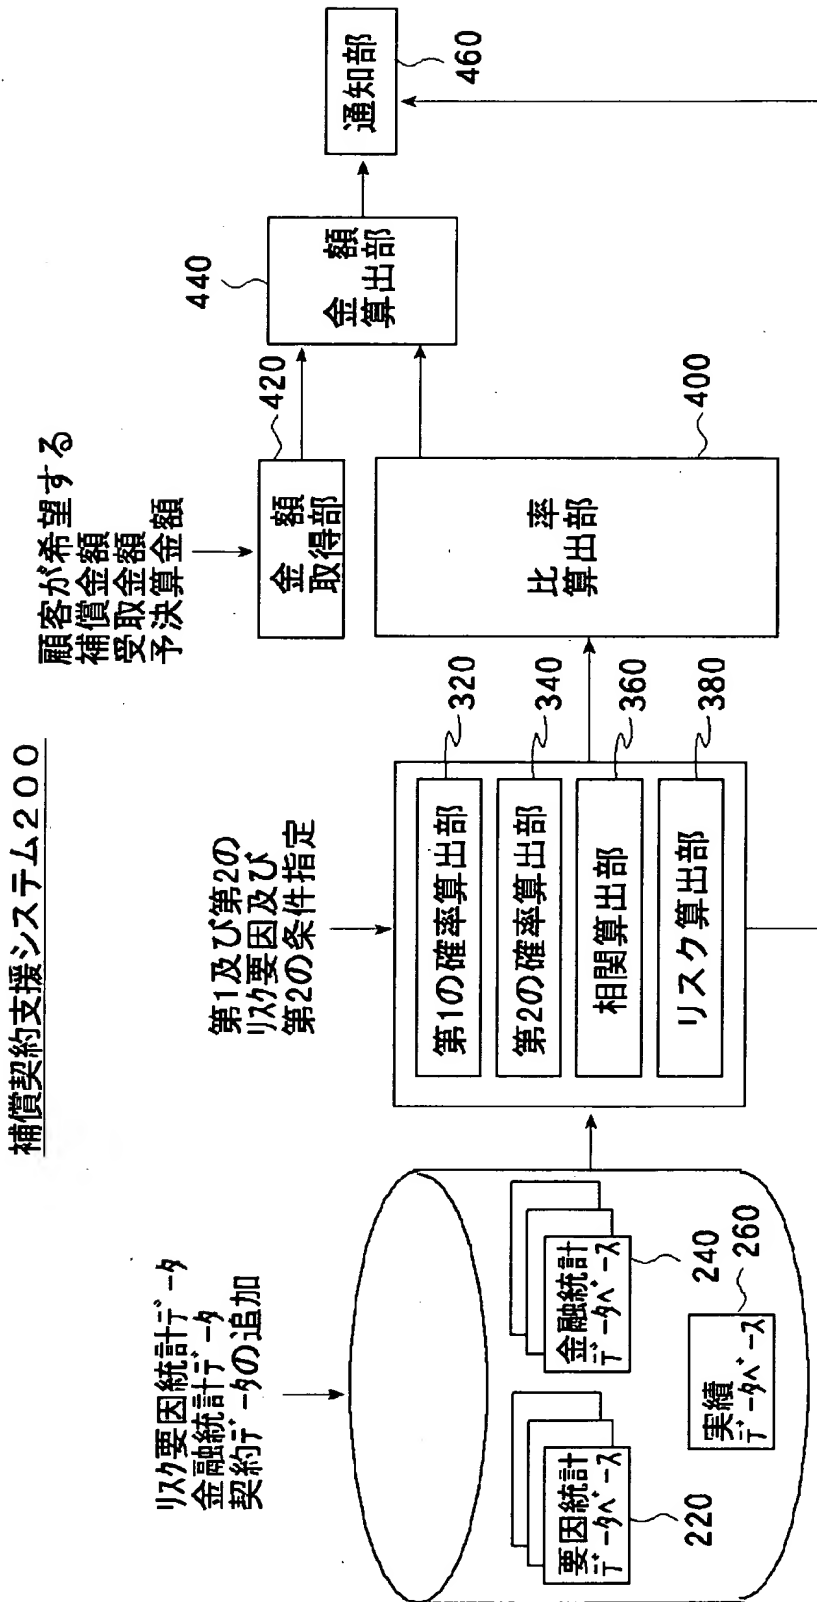 補償契約支援システム200
リスク要因統計データ
金融統計データ
契約データの追加
要因統計
データベース
220
金融統計
データベース
240
実績
データベース
260
第1及び第2の
リスク要因及び
第2の条件指定
第1の確率算出部
320
第2の確率算出部
340
相関算出部
360
リスク算出部
380
顧客が希望する
補償金額
受取金額
予決算金額
金額
取得部
420
比率
算出部
400
金額
算出部
440
通知部
460